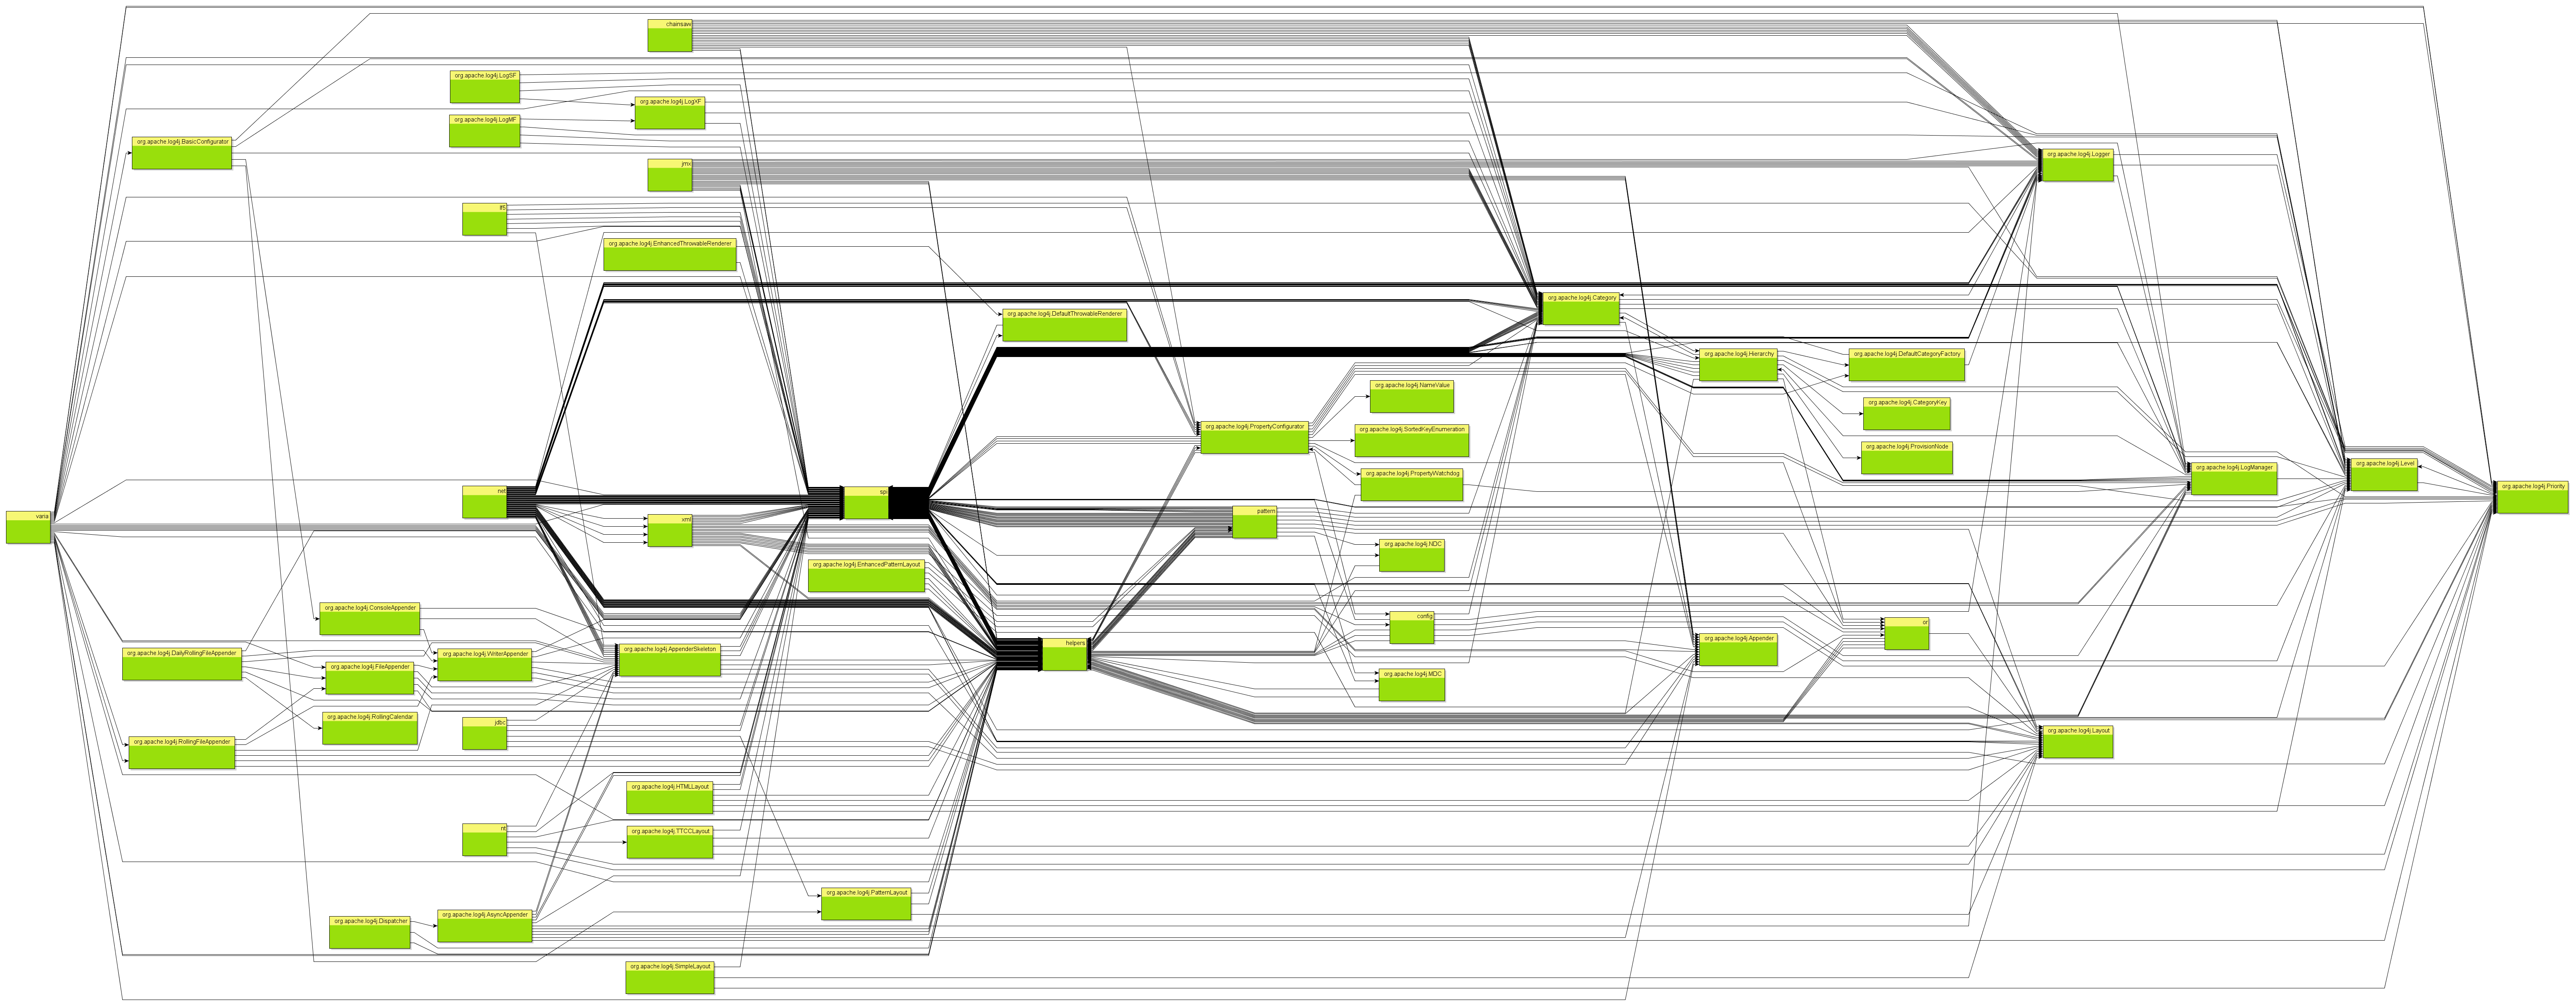 chainsaw
org.apache.log4j.LogSF
org.apache.log4j.LogXF
org.apache.log4j.LogMF
org.apache.log4j.BasicConfigurator
jmx
org.apache.log4j.Logger
lf5
org.apache.log4j.EnhancedThrowableRenderer
org.apache.log4j.Category
org.apache.log4j.DefaultThrowableRenderer
org.apache.log4j.Hierarchy
org.apache.log4j.DefaultCategoryFactory
org.apache.log4j.NameValue
org.apache.log4j.CategoryKey
org.apache.log4j.PropertyConfigurator
org.apache.log4j.SortedKeyEnumeration
org.apache.log4j.ProvisionNode
org.apache.log4j.PropertyWatchdog
org.apache.log4j.LogManager
org.apache.log4j.Level
org.apache.log4j.Priority
net
spi
varia
xml
pattern
org.apache.log4j.NDC
org.apache.log4j.EnhancedPatternLayout
org.apache.log4j.ConsoleAppender
config
or
org.apache.log4j.Appender
helpers
org.apache.log4j.DailyRollingFileAppender
org.apache.log4j.FileAppender
org.apache.log4j.WriterAppender
org.apache.log4j.AppenderSkeleton
org.apache.log4j.MDC
org.apache.log4j.RollingCalendar
jdbc
org.apache.log4j.Layout
org.apache.log4j.RollingFileAppender
org.apache.log4j.HTMLLayout
nt
org.apache.log4j.TTCCLayout
org.apache.log4j.PatternLayout
org.apache.log4j.Dispatcher
org.apache.log4j.AsyncAppender
org.apache.log4j.SimpleLayout